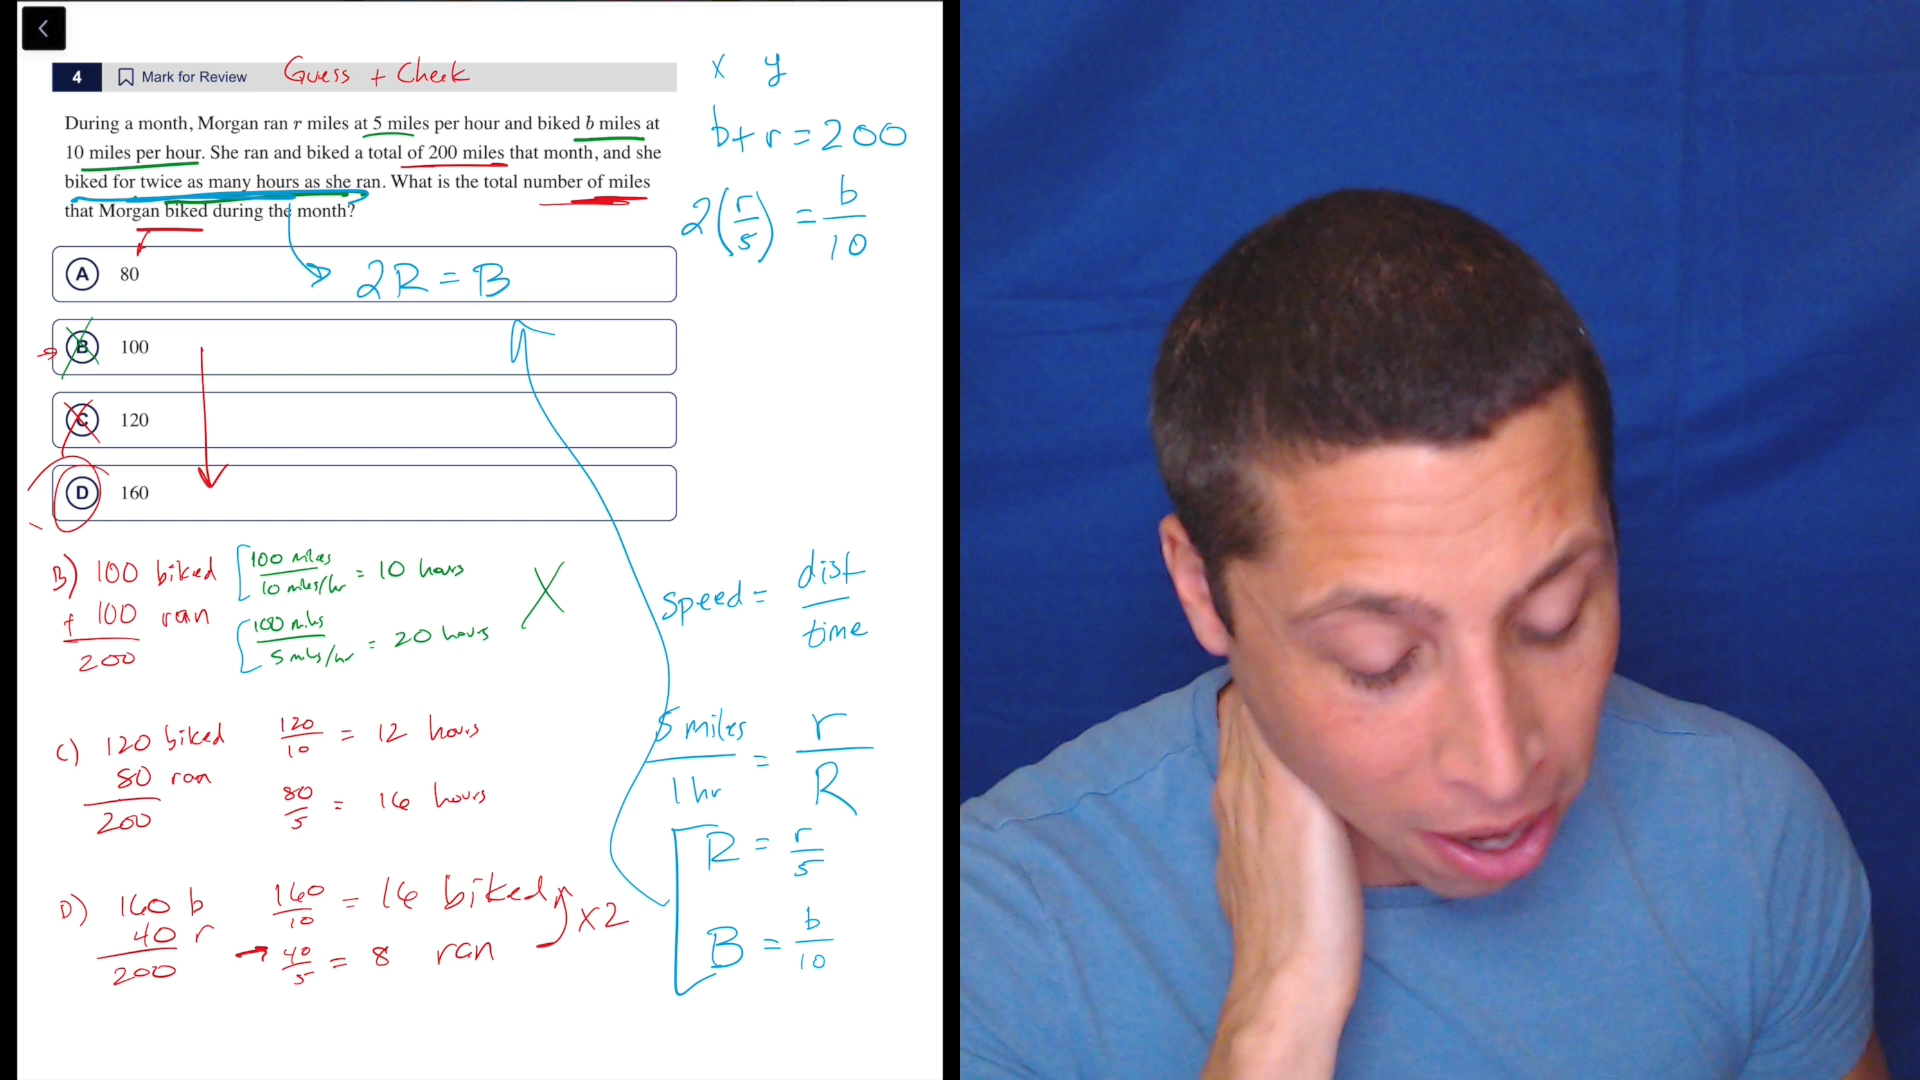 4 Mark for Review Guess + Check
During a month, Morgan ran r miles at 5 miles per hour and biked b miles at
10 miles per hour. She ran and biked a total of 200 miles that month, and she
biked for twice as many hours as she ran. What is the total number of miles
that Morgan biked during the month?
A 80
2R = B
B 100
C 120
D 160
B) 100 biked
+ 100 ran
200
100 miles / 10 miles/hr = 10 hours
100 miles / 5 miles/hr = 20 hours
X
C) 120 biked
80 ran
200
120/10 = 12 hours
80/5 = 16 hours
D) 160 b
40 r
200
160/10 = 16 biked
40/5 = 8 ran
x2
x y
b + r = 200
2(r/5) = b/10
speed = dist/time
5 miles / 1 hr = r/R
R = r/5
B = b/10